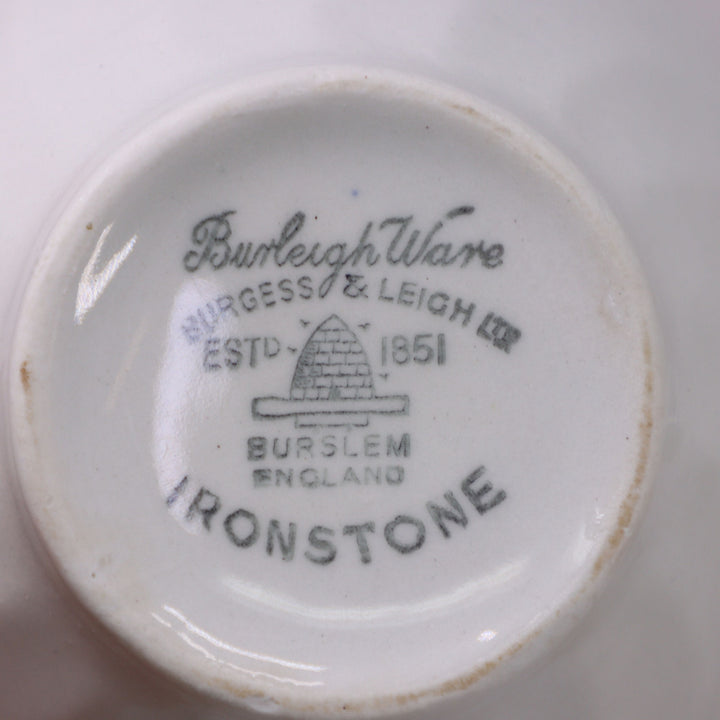 Burleigh Ware
BURGESS & LEIGH LTD
ESTD 1851
BURSLEM
ENGLAND
IRONSTONE